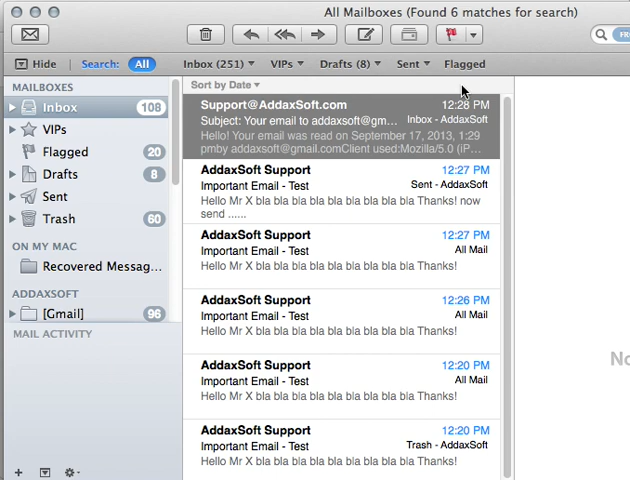 All Mailboxes (Found 6 matches for search)
Hide Search: All Inbox (251) VIPs Drafts (8) Sent Flagged
MAILBOXES
Inbox 108
VIPs
Flagged 20
Drafts 8
Sent
Trash 60
ON MY MAC
Recovered Messag...
ADDAXSOFT
[Gmail] 96
MAIL ACTIVITY
Sort by Date
Support@AddaxSoft.com 12:28 PM
Subject: Your email to addaxsoft@gm... Inbox - AddaxSoft
Hello! Your email was read on September 17, 2013, 1:29
pmby addaxsoft@gmail.comClient used:Mozilla/5.0 (iP...
AddaxSoft Support 12:27 PM
Important Email - Test Sent - AddaxSoft
Hello Mr X bla bla bla bla bla bla bla bla Thanks! now
send ......
AddaxSoft Support 12:27 PM
Important Email - Test All Mail
Hello Mr X bla bla bla bla bla bla bla bla Thanks!
AddaxSoft Support 12:26 PM
Important Email - Test All Mail
Hello Mr X bla bla bla bla bla bla bla bla Thanks!
AddaxSoft Support 12:20 PM
Important Email - Test All Mail
Hello Mr X bla bla bla bla bla bla bla bla Thanks!
AddaxSoft Support 12:20 PM
Important Email - Test Trash - AddaxSoft
Hello Mr X bla bla bla bla bla bla bla bla Thanks!
No